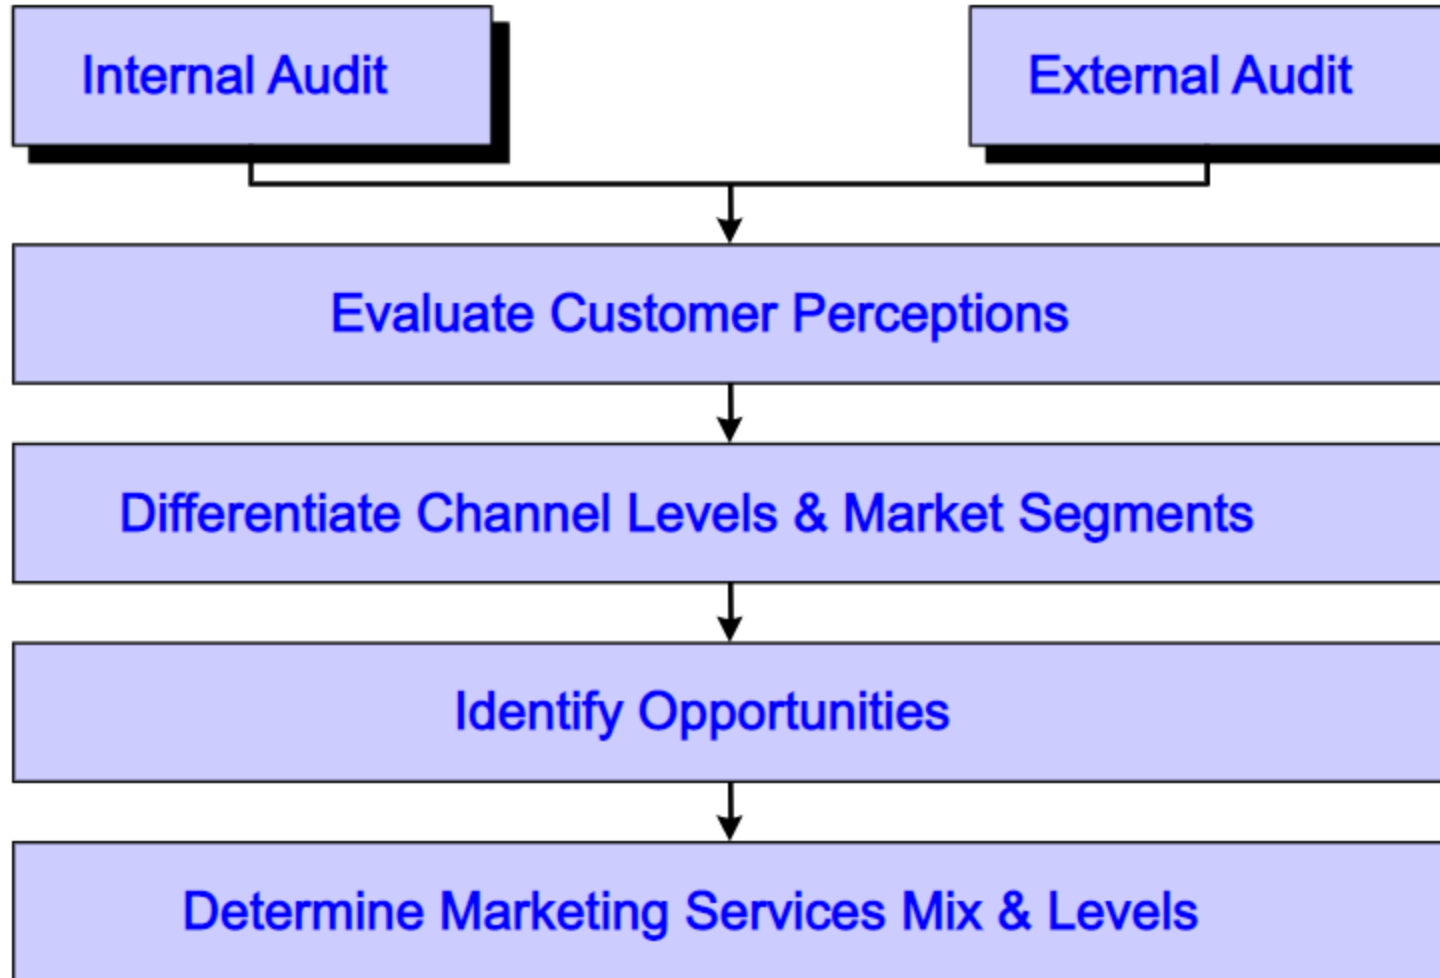 Internal Audit
External Audit
Evaluate Customer Perceptions
Differentiate Channel Levels & Market Segments
Identify Opportunities
Determine Marketing Services Mix & Levels